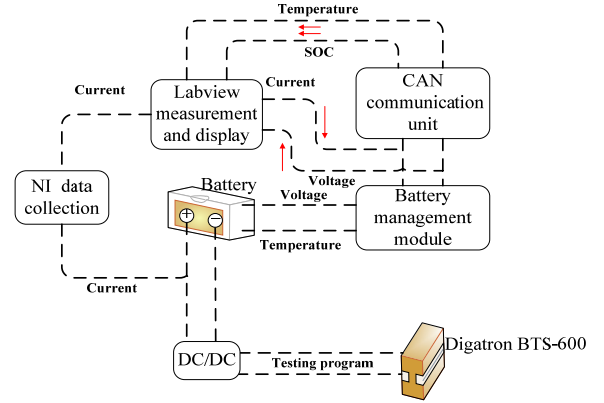 Temperature
SOC
Current
Current
Labview
measurement
and display
CAN
communication
unit
NI data
collection
Battery
Voltage
Voltage
Battery
management
module
Temperature
Current
DC/DC
Testing program
Digatron BTS-600